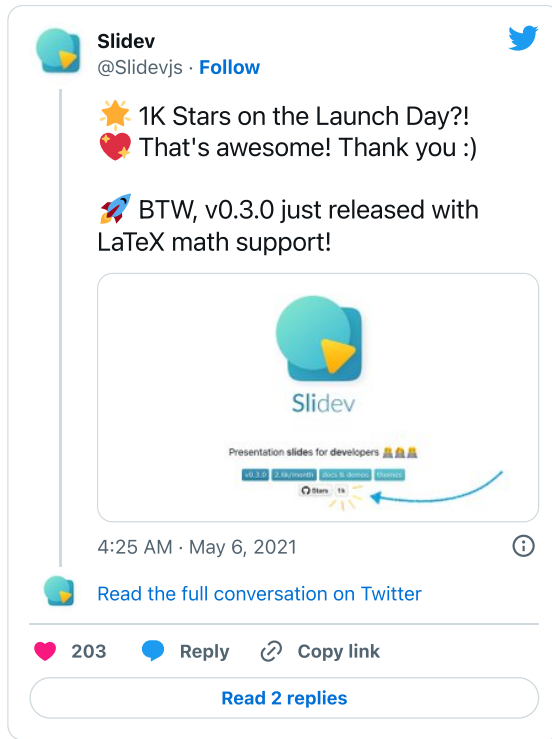 Slidev
@Slidevjs · Follow
🌟 1K Stars on the Launch Day?!
💖 That's awesome! Thank you :)
🚀 BTW, v0.3.0 just released with
LaTeX math support!
Slidev
Presentation slides for developers 🧑‍💻👩‍💻👨‍💻
v0.3.0 2.6k/month docs & demos themes
Stars 1k
4:25 AM · May 6, 2021
Read the full conversation on Twitter
203 Reply Copy link
Read 2 replies